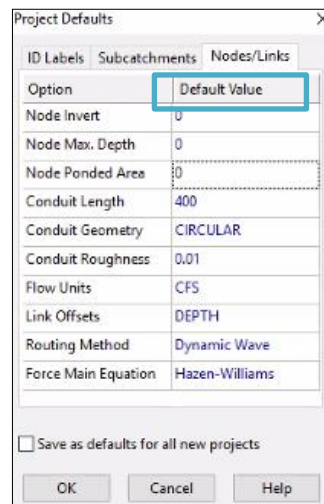 Project Defaults
ID Labels Subcatchments Nodes/Links
Option Default Value
Node Invert 0
Node Max. Depth 0
Node Ponded Area 0
Conduit Length 400
Conduit Geometry CIRCULAR
Conduit Roughness 0.01
Flow Units CFS
Link Offsets DEPTH
Routing Method Dynamic Wave
Force Main Equation Hazen-Williams
Save as defaults for all new projects
OK Cancel Help